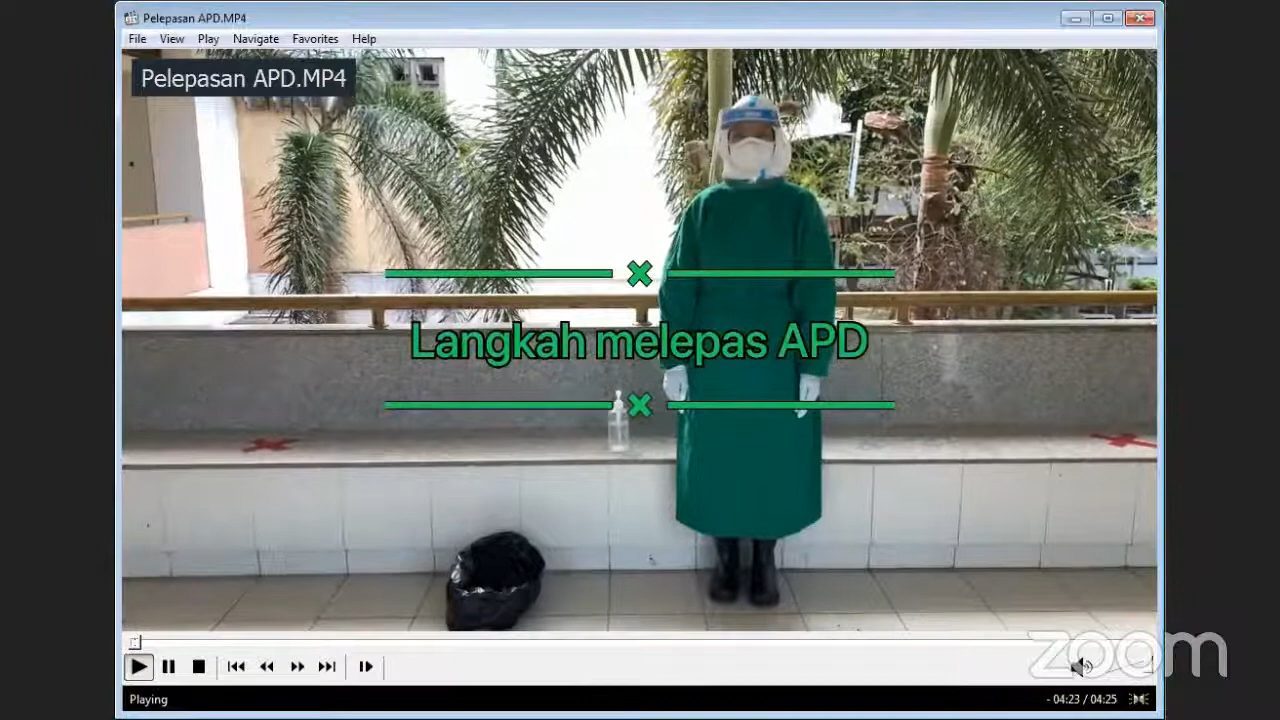 Pelepasan APD.MP4
File View Play Navigate Favorites Help
Pelepasan APD.MP4
Langkah melepas APD
zoom
Playing
- 04:23 / 04:25